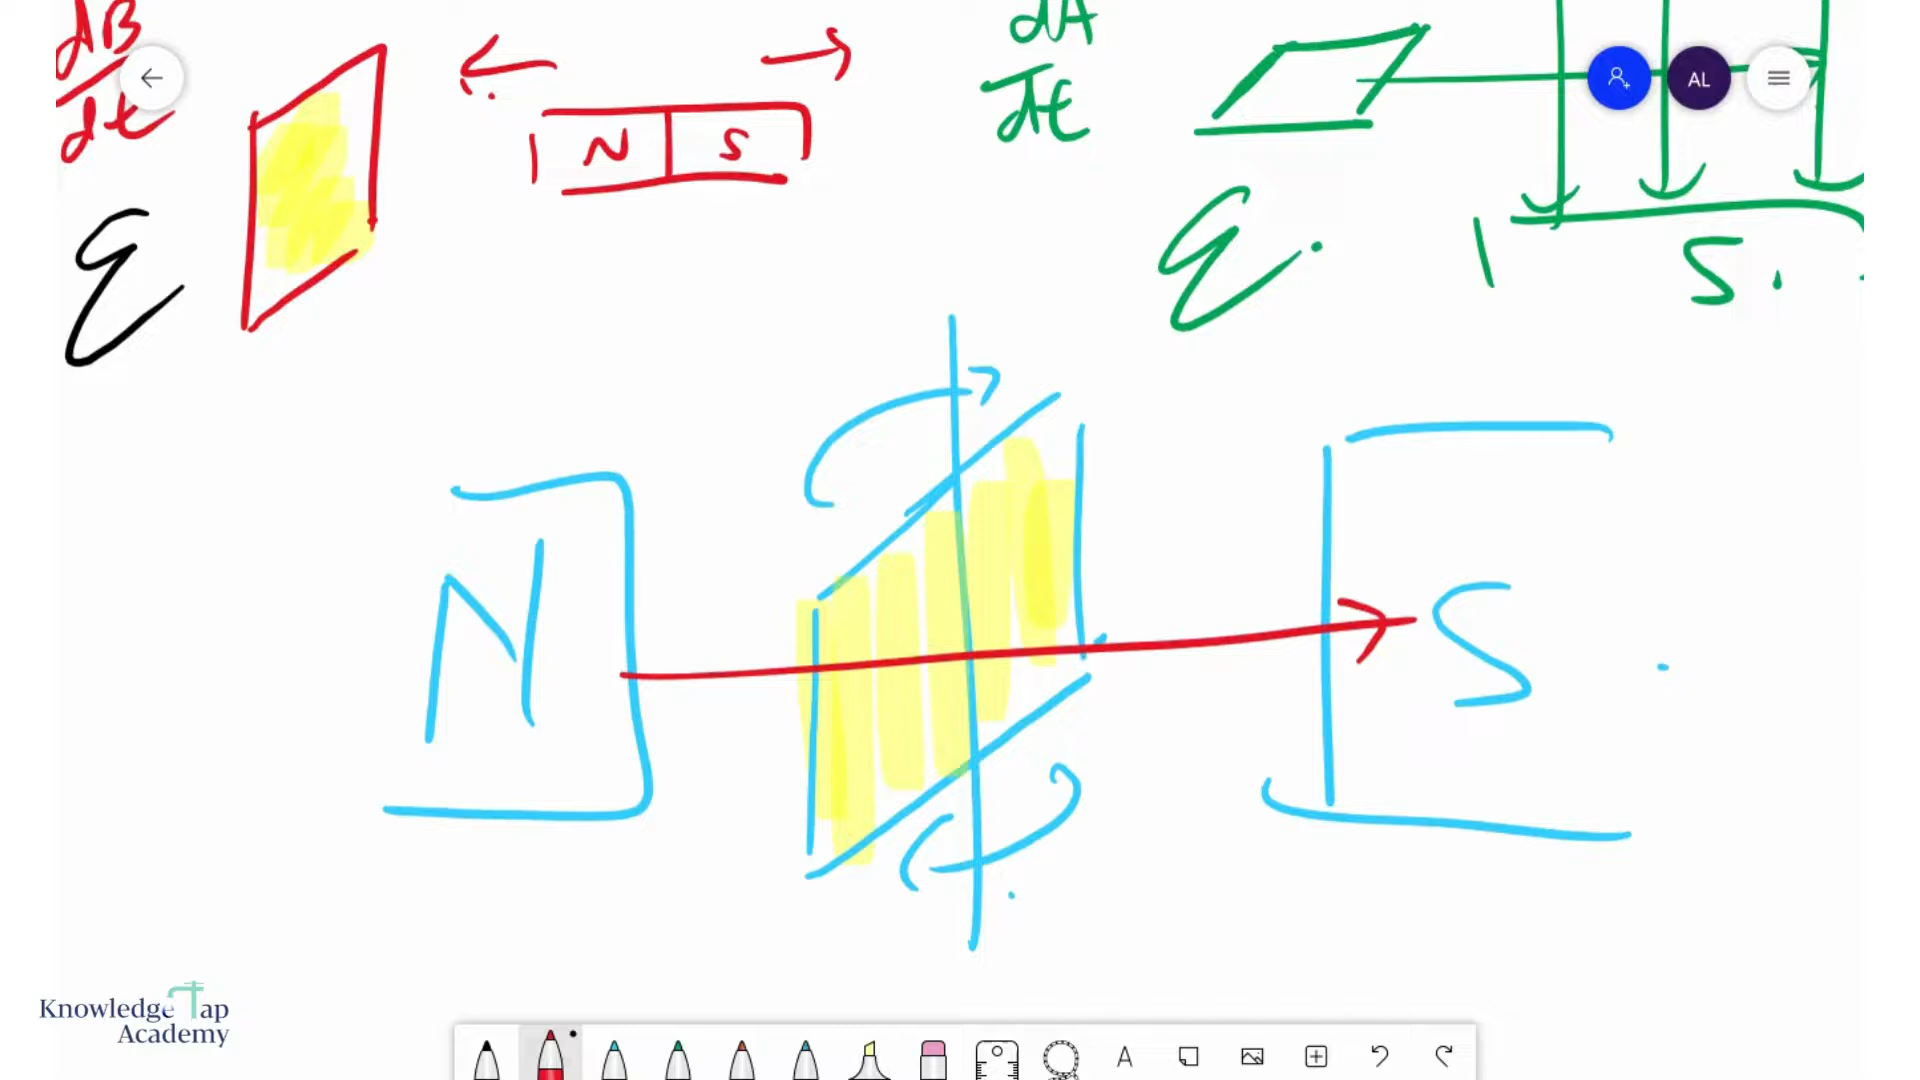 dB
dt
N S
ℰ
dA
dt
AL
ℰ
S
N
S
Knowledge Tap
Academy
A